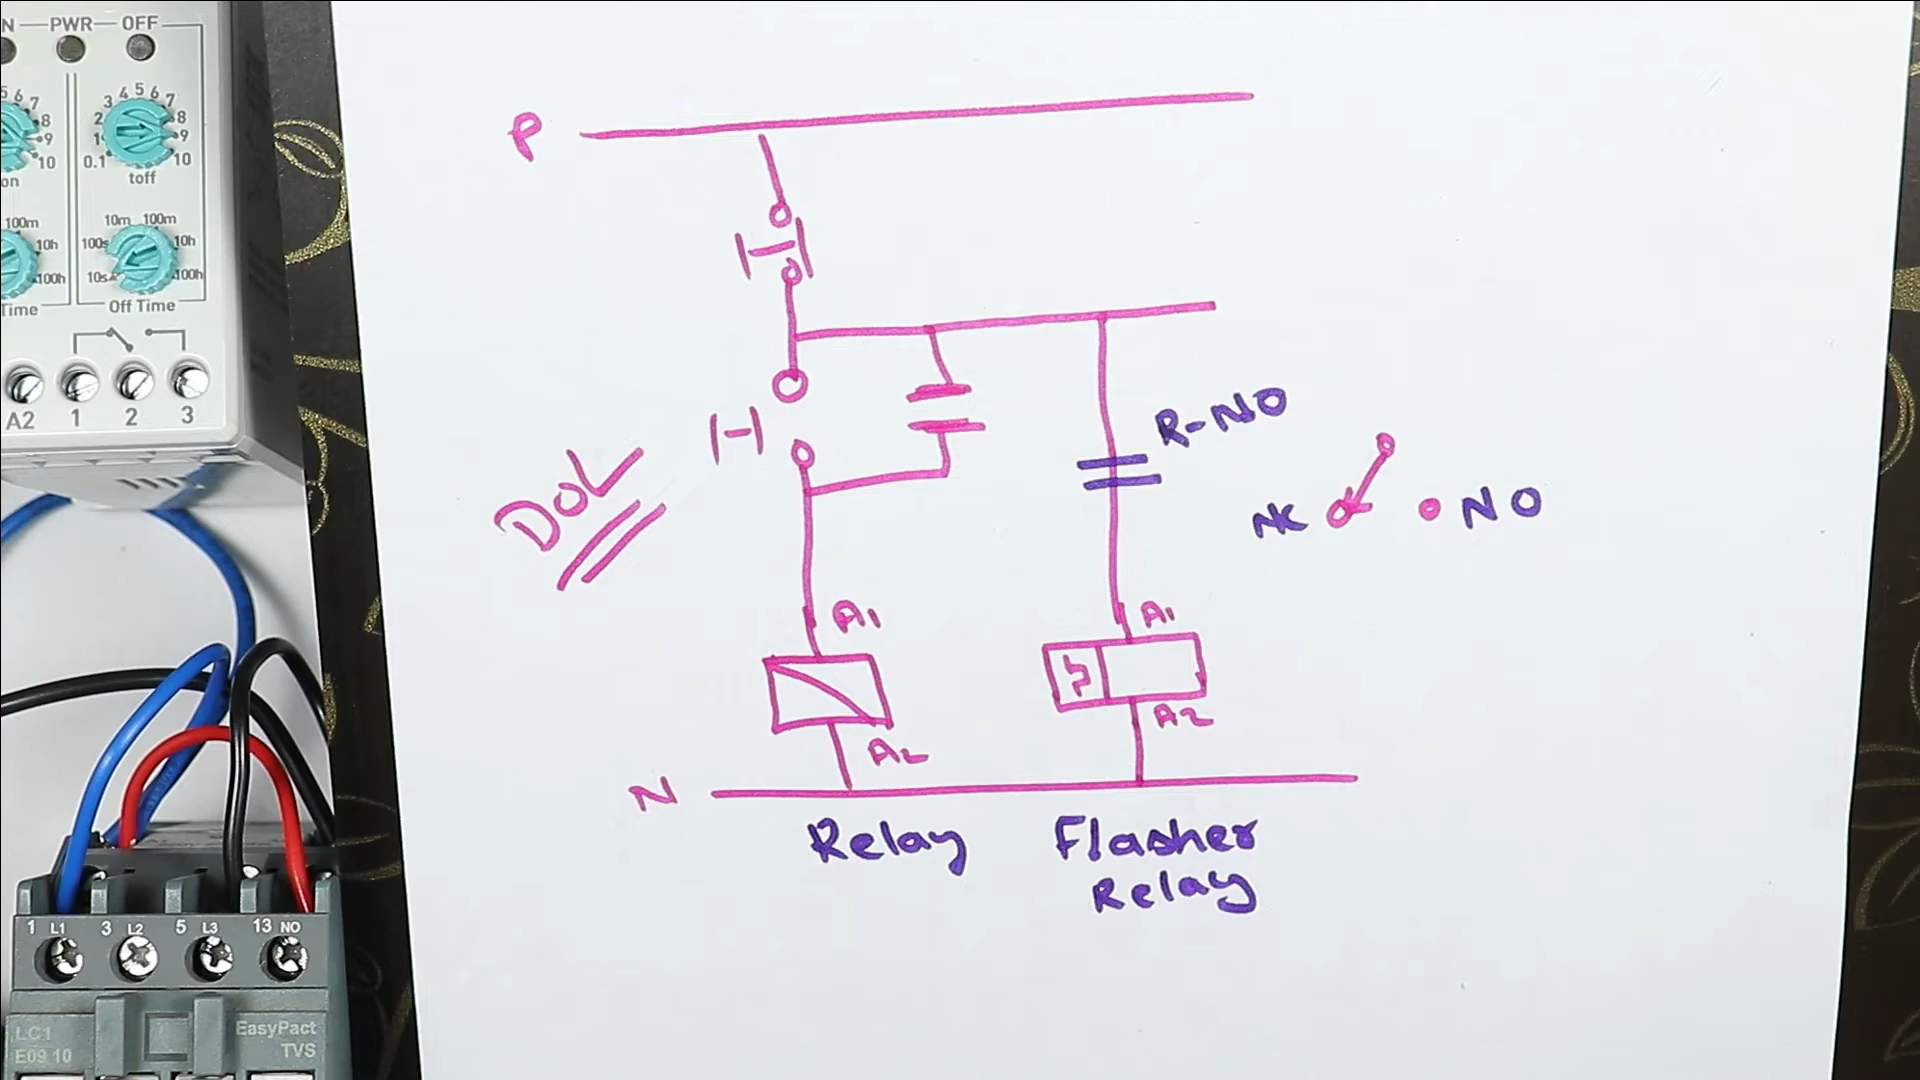 N PWR OFF
5 6 7 8 9 10
0.1 1 2 3 4 5 6 7 8 9 10
on
toff
100m 10h 100h
10s 100s 10m 100m 10h 100h
Time
Off Time
A2 1 2 3
P
R-NO
NC
NO
DOL
A1
A1
A2
A2
N
Relay
Flasher
Relay
1 L1 3 L2 5 L3 13 NO
LC1
E09 10
EasyPact
TVS